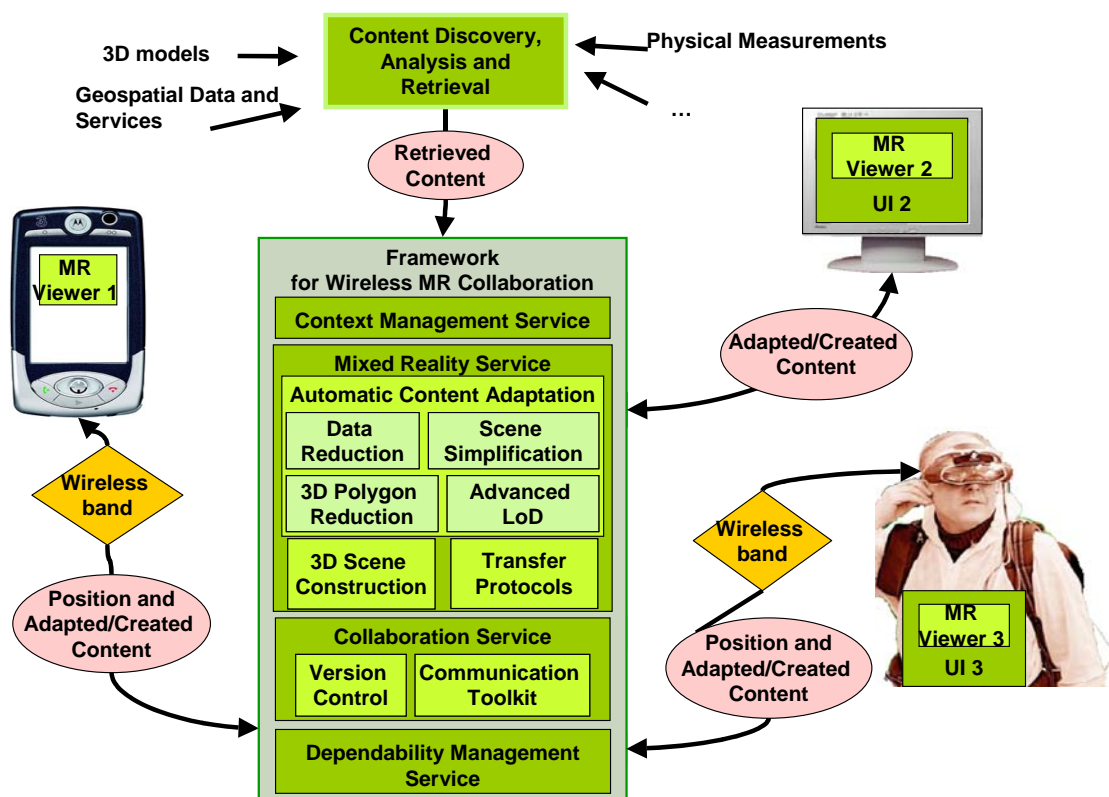 Content Discovery,
Analysis and
Retrieval
3D models
Geospatial Data and
Services
Physical Measurements
...
Retrieved
Content
MR
Viewer 2
UI 2
MR
Viewer 1
Framework
for Wireless MR Collaboration
Context Management Service
Mixed Reality Service
Automatic Content Adaptation
Data
Reduction
Scene
Simplification
3D Polygon
Reduction
Advanced
LoD
3D Scene
Construction
Transfer
Protocols
Collaboration Service
Version
Control
Communication
Toolkit
Dependability Management
Service
Adapted/Created
Content
Wireless
band
Position and
Adapted/Created
Content
Wireless
band
Position and
Adapted/Created
Content
MR
Viewer 3
UI 3